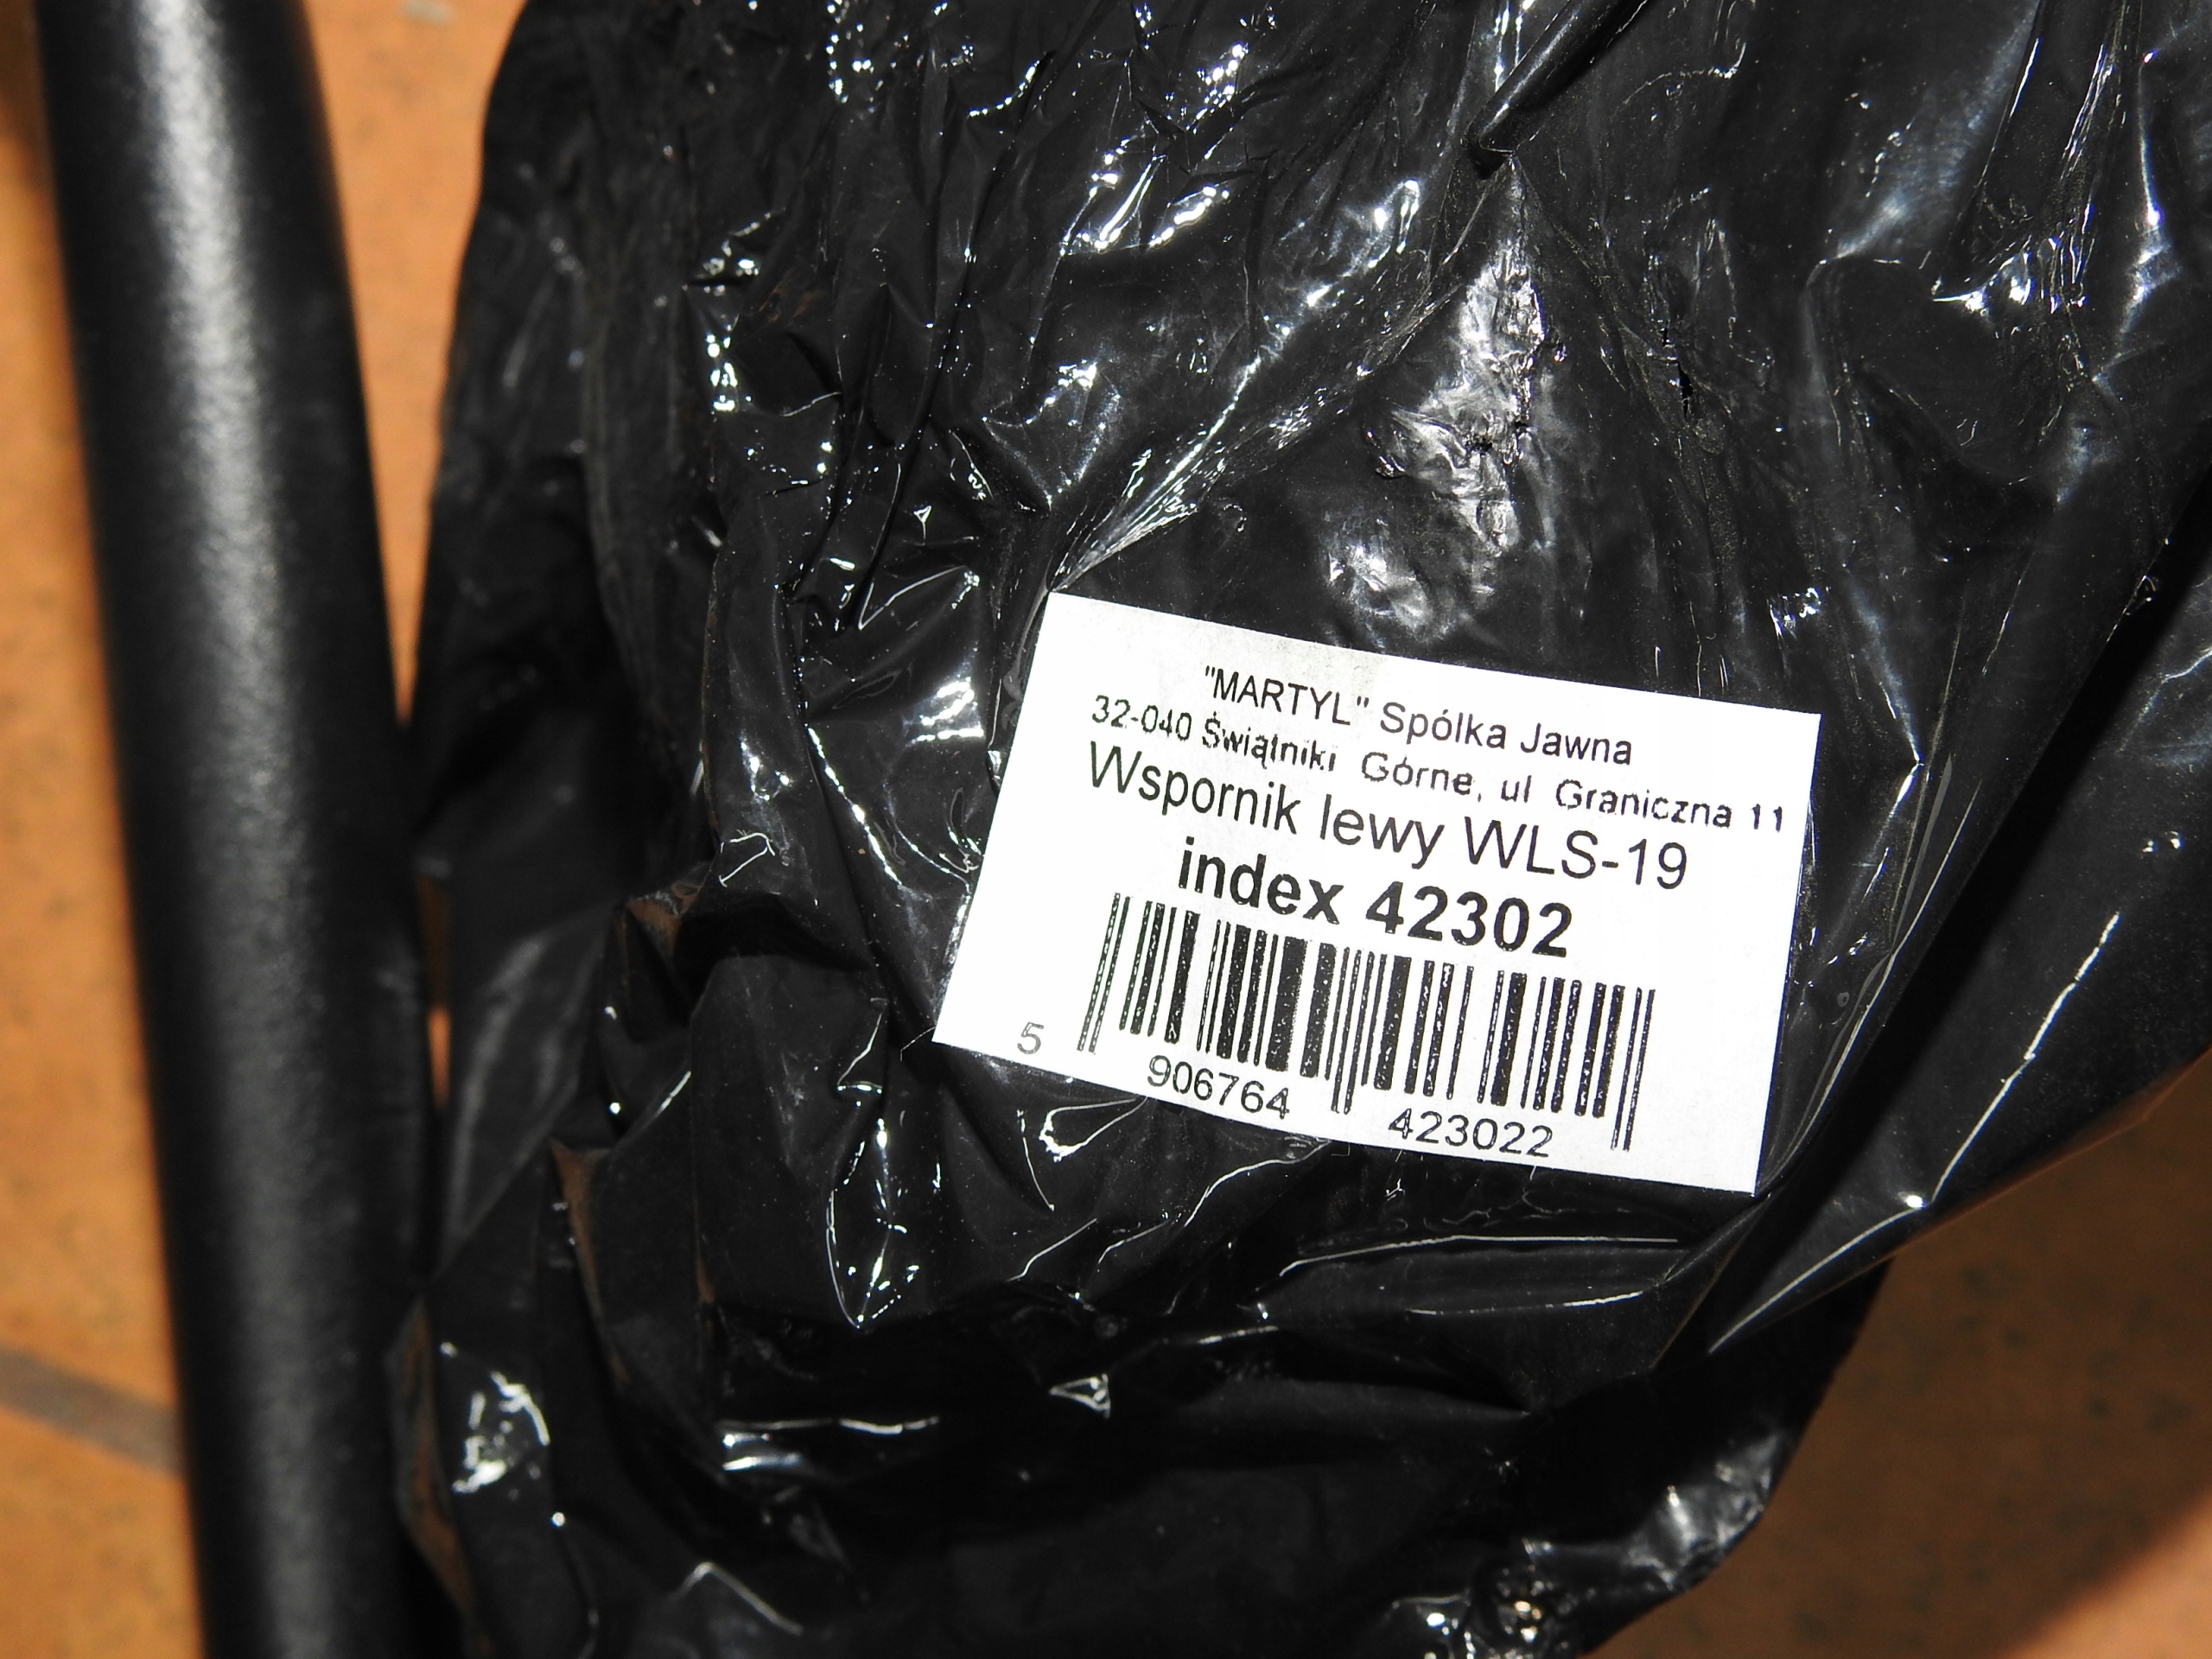 "MARTYL" Spólka Jawna
32-040 Świątniki Górne, ul Graniczna 11
Wspornik lewy WLS-19
index 42302
5 906764 423022